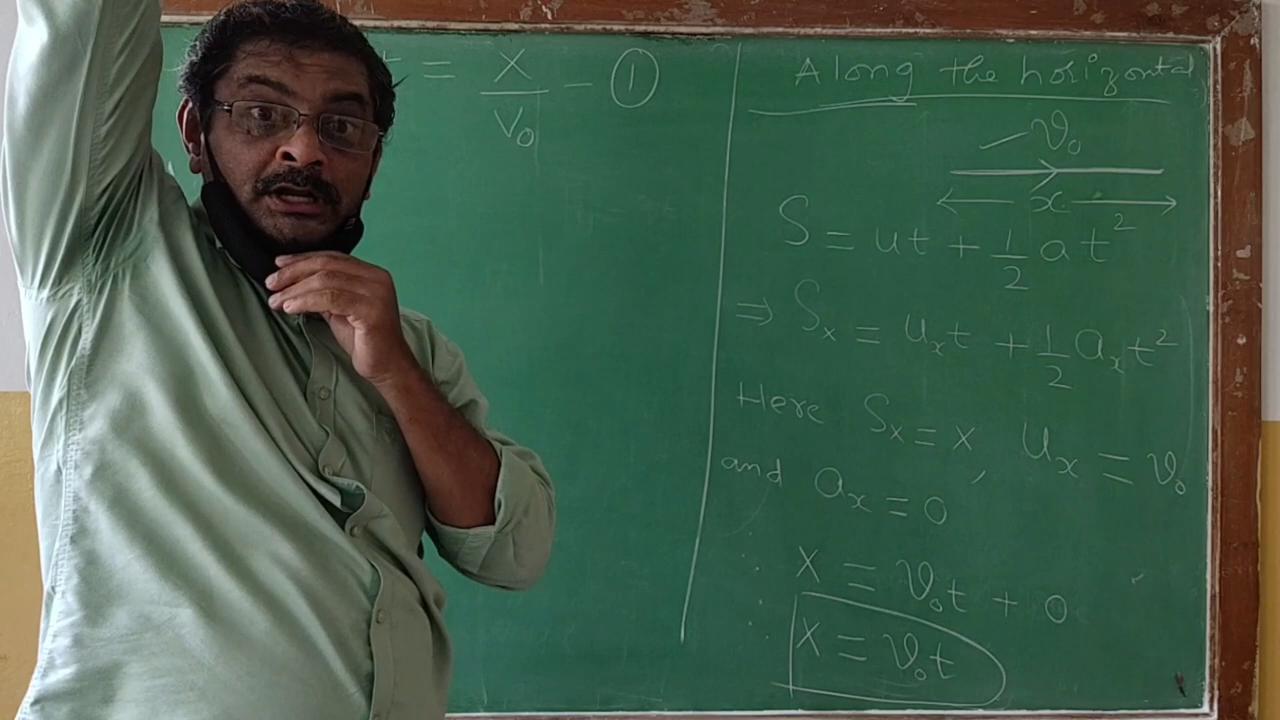 t = x/v₀ - ①
Along the horizontal
v₀
x
S = ut + 1/2 at²
⇒ Sₓ = uₓt + 1/2 aₓt²
Here Sₓ = x, uₓ = v₀
and aₓ = 0
x = v₀t + 0
x = v₀t